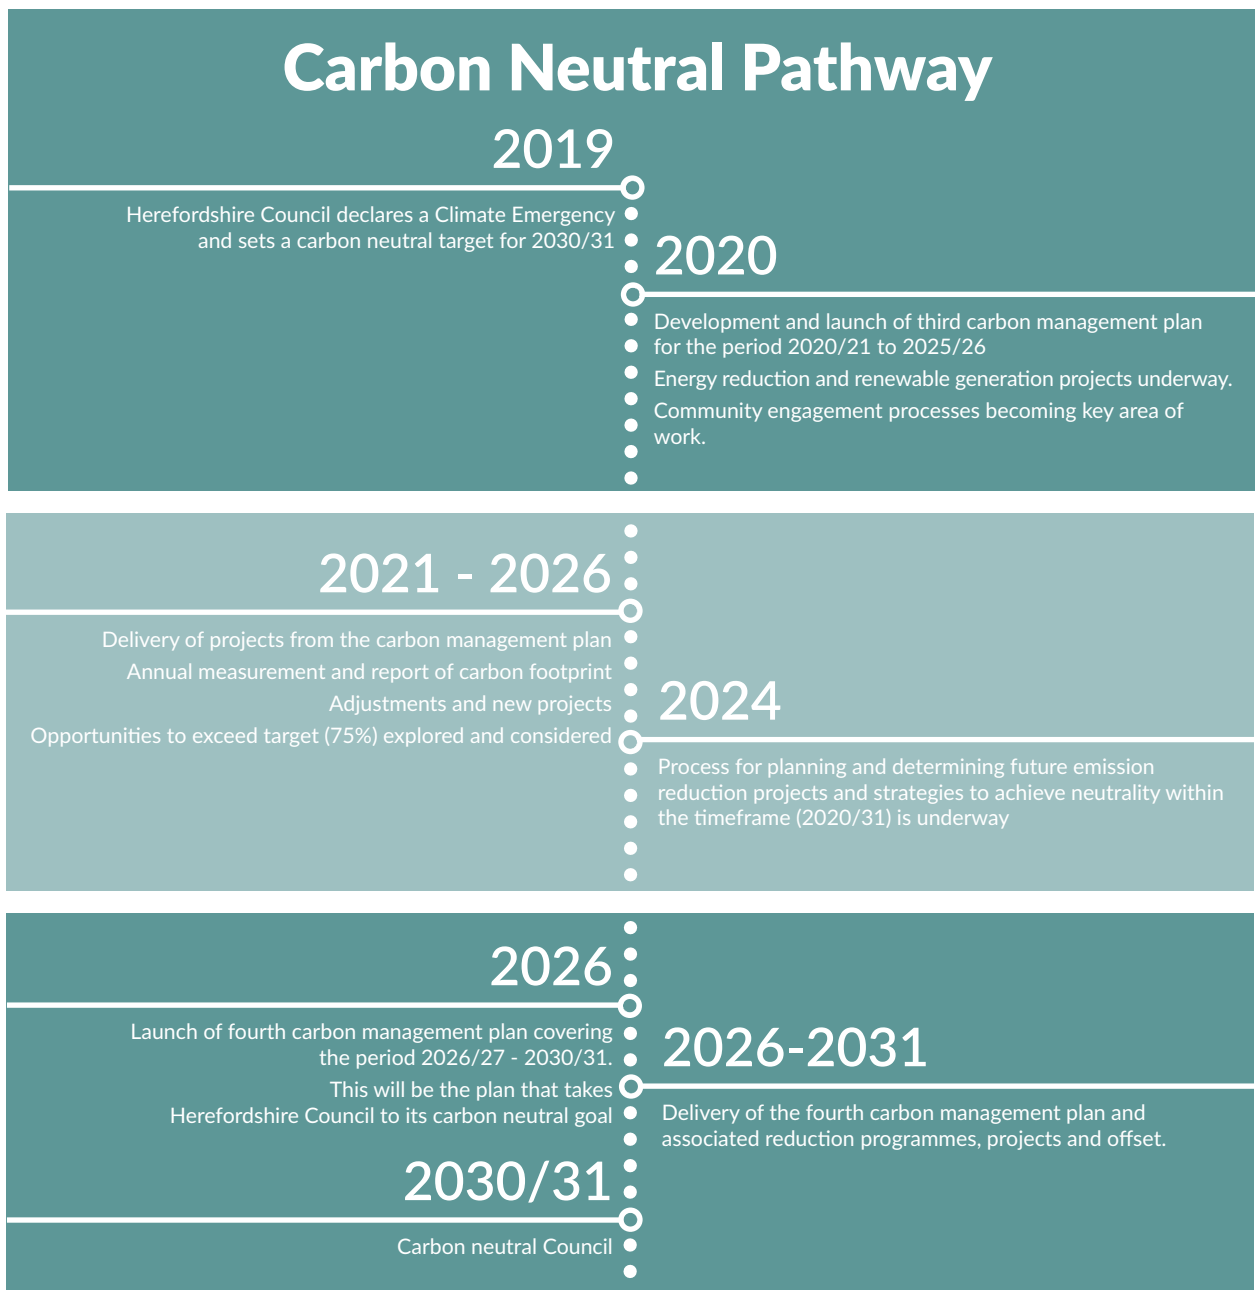 Carbon Neutral Pathway
2019
Herefordshire Council declares a Climate Emergency
and sets a carbon neutral target for 2030/31
2020
Development and launch of third carbon management plan
for the period 2020/21 to 2025/26
Energy reduction and renewable generation projects underway.
Community engagement processes becoming key area of
work.
2021 - 2026
Delivery of projects from the carbon management plan
Annual measurement and report of carbon footprint
Adjustments and new projects
Opportunities to exceed target (75%) explored and considered
2024
Process for planning and determining future emission
reduction projects and strategies to achieve neutrality within
the timeframe (2020/31) is underway
2026
Launch of fourth carbon management plan covering
the period 2026/27 - 2030/31.
This will be the plan that takes
Herefordshire Council to its carbon neutral goal
2026-2031
Delivery of the fourth carbon management plan and
associated reduction programmes, projects and offset.
2030/31
Carbon neutral Council